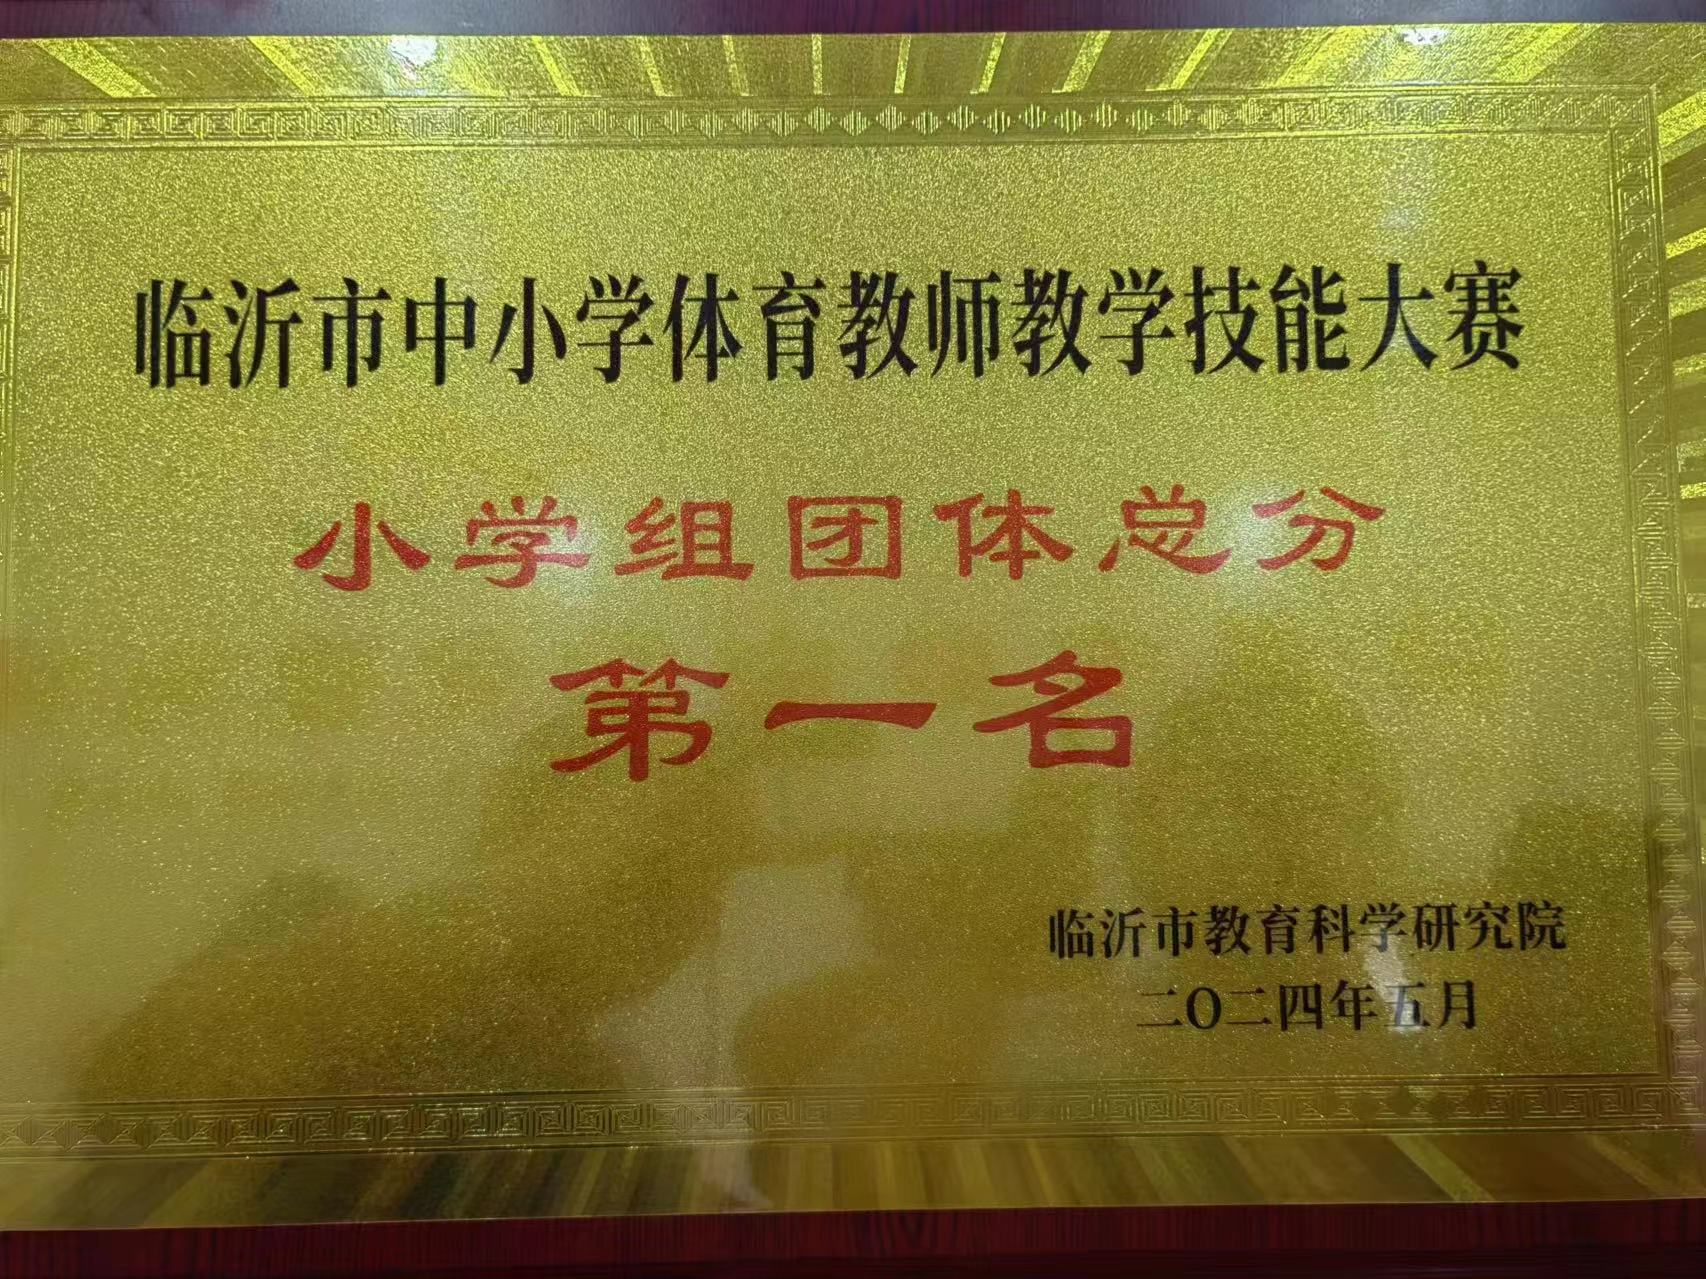 临沂市中小学体育教师教学技能大赛
小学组团体总分
第一名
临沂市教育科学研究院
二〇二四年五月